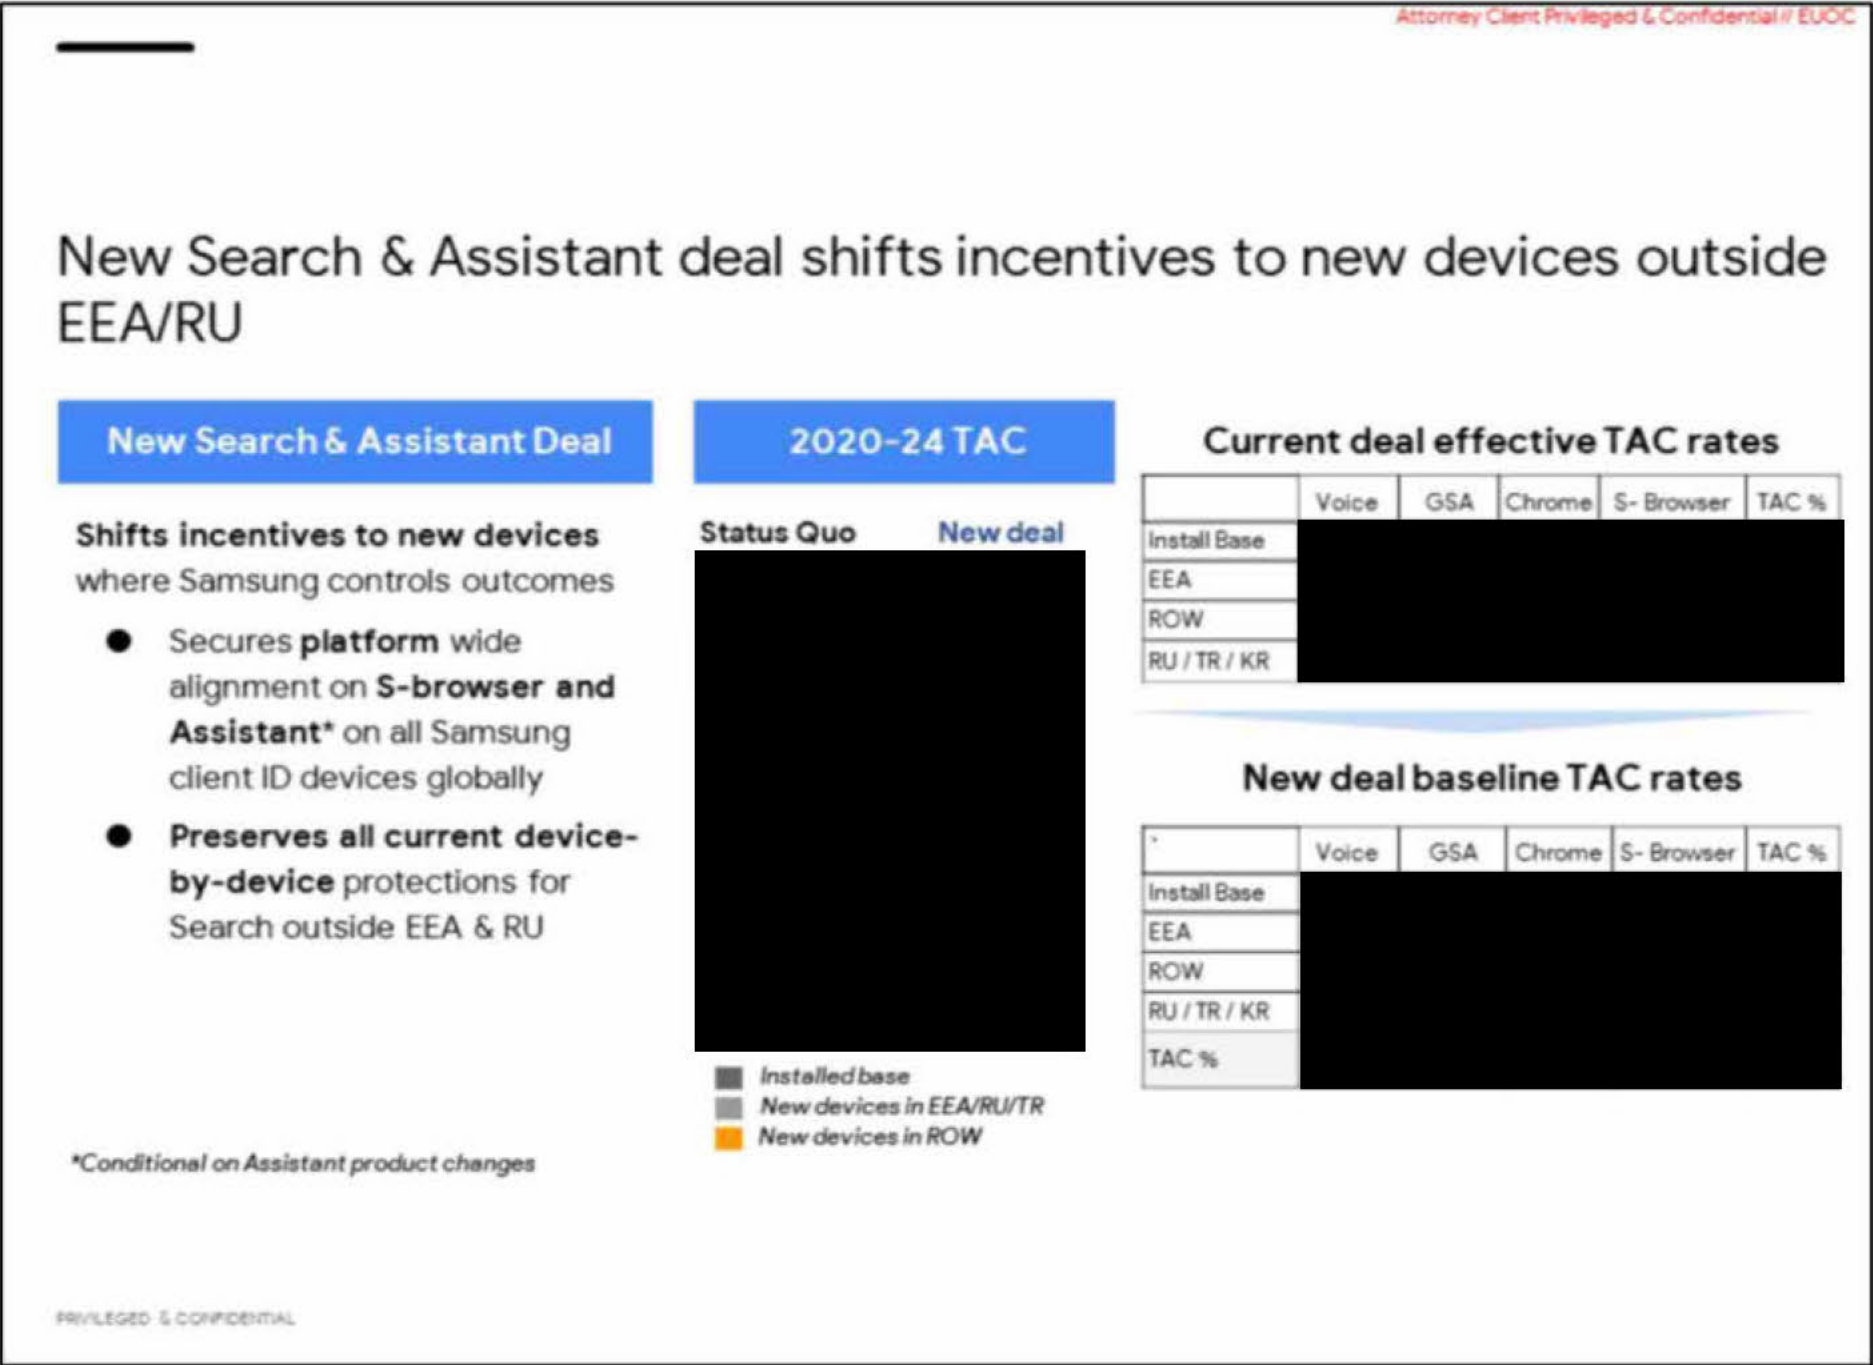 Attorney Client Privileged & Confidential // EUOC
New Search & Assistant deal shifts incentives to new devices outside
EEA/RU
New Search & Assistant Deal
Shifts incentives to new devices
where Samsung controls outcomes
● Secures platform wide
alignment on S-browser and
Assistant* on all Samsung
client ID devices globally
● Preserves all current device-
by-device protections for
Search outside EEA & RU
*Conditional on Assistant product changes
2020-24 TAC
Status Quo New deal
Installed base
New devices in EEA/RU/TR
New devices in ROW
Current deal effective TAC rates
Voice GSA Chrome S- Browser TAC %
Install Base
EEA
ROW
RU / TR / KR
New deal baseline TAC rates
Voice GSA Chrome S- Browser TAC %
Install Base
EEA
ROW
RU / TR / KR
TAC %
PRIVILEGED & CONFIDENTIAL